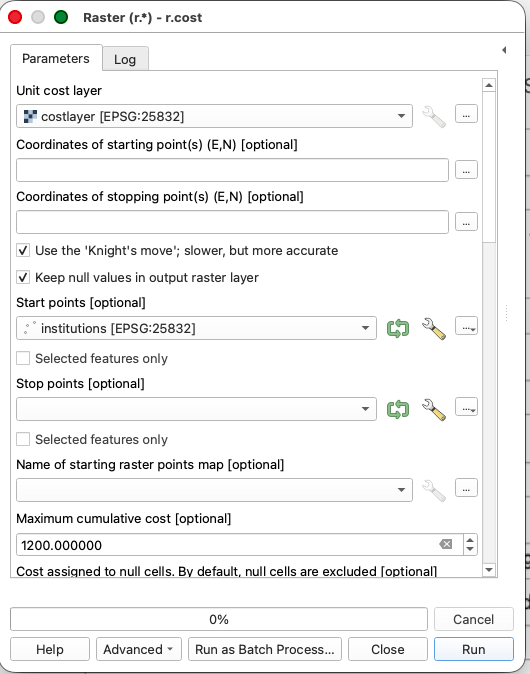 Raster (r.*) - r.cost
Parameters
Log
Unit cost layer
costlayer [EPSG:25832]
...
Coordinates of starting point(s) (E,N) [optional]
...
Coordinates of stopping point(s) (E,N) [optional]
...
Use the 'Knight's move'; slower, but more accurate
Keep null values in output raster layer
Start points [optional]
institutions [EPSG:25832]
...
Selected features only
Stop points [optional]
...
Selected features only
Name of starting raster points map [optional]
...
Maximum cumulative cost [optional]
1200.000000
Cost assigned to null cells. By default, null cells are excluded [optional]
0%
Cancel
Help
Advanced
Run as Batch Process...
Close
Run